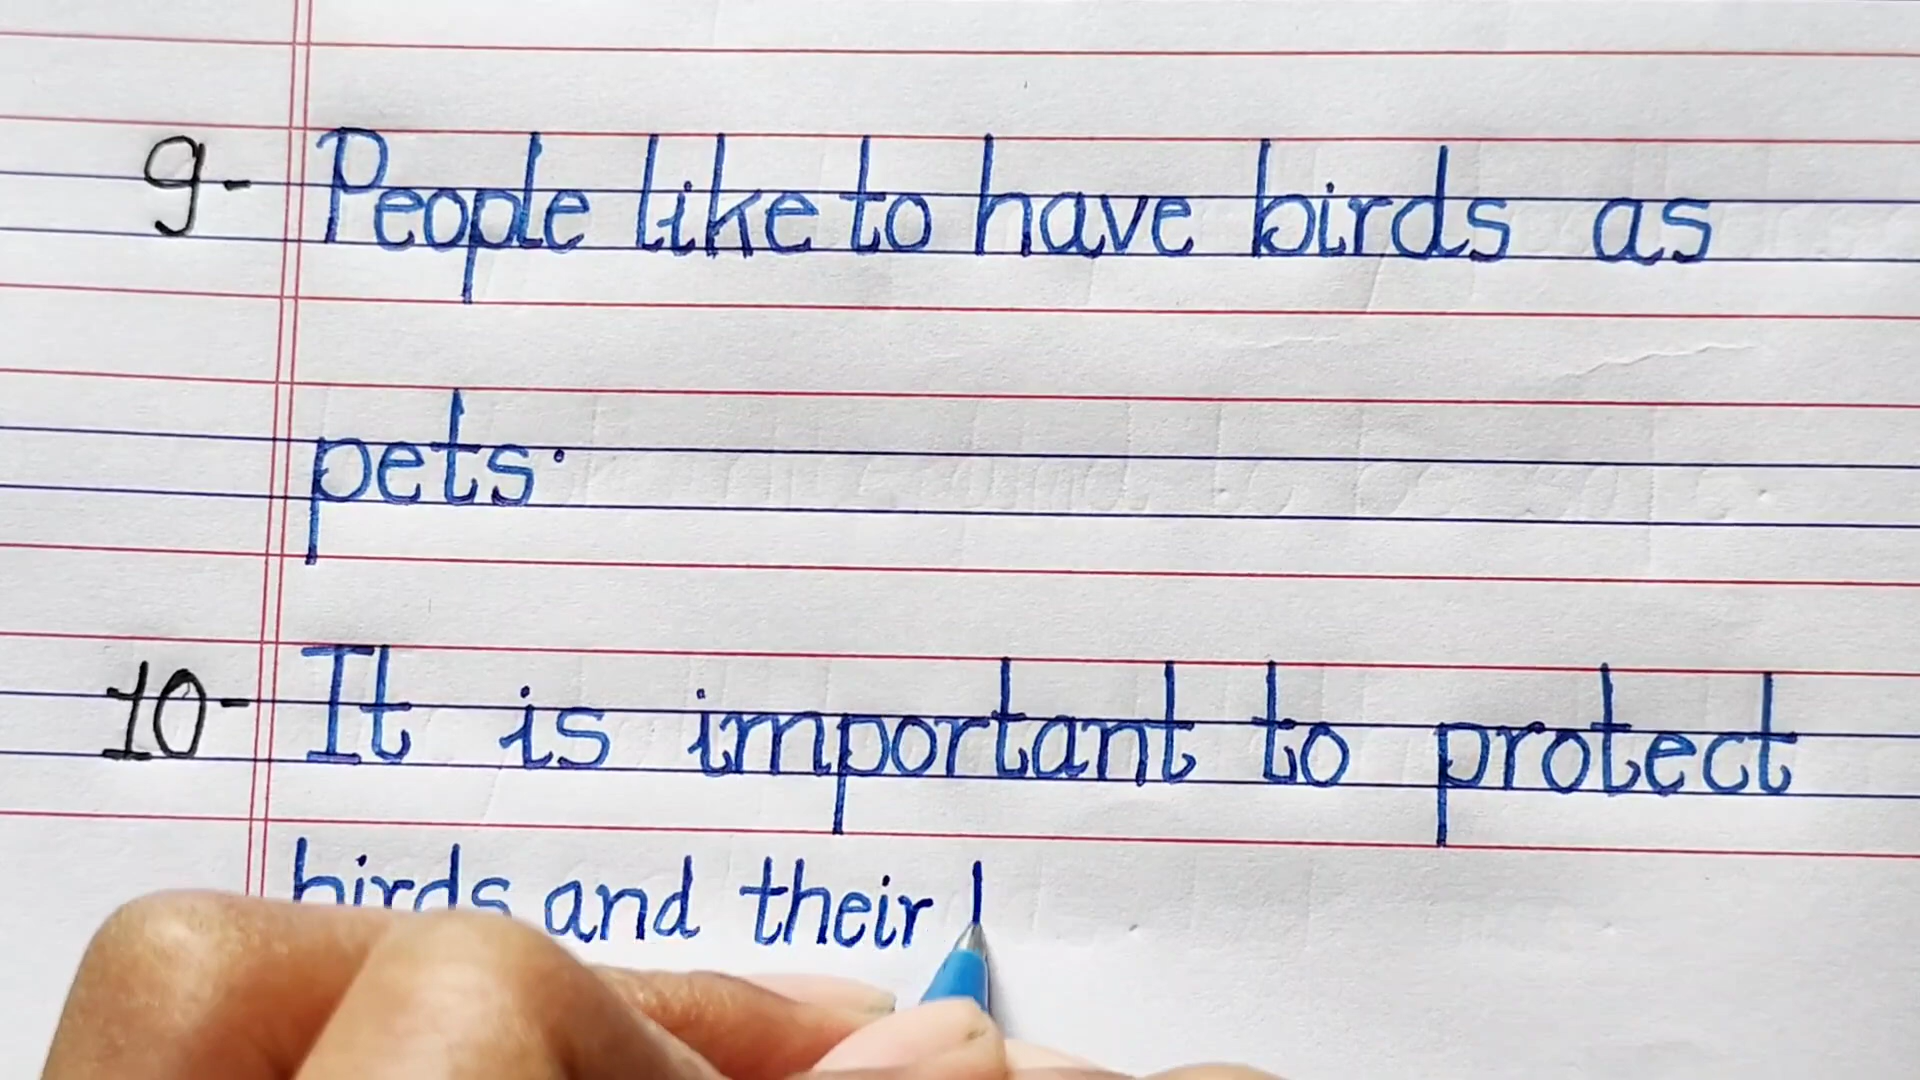 9- People like to have birds as
pets.
10- It is important to protect
birds and their